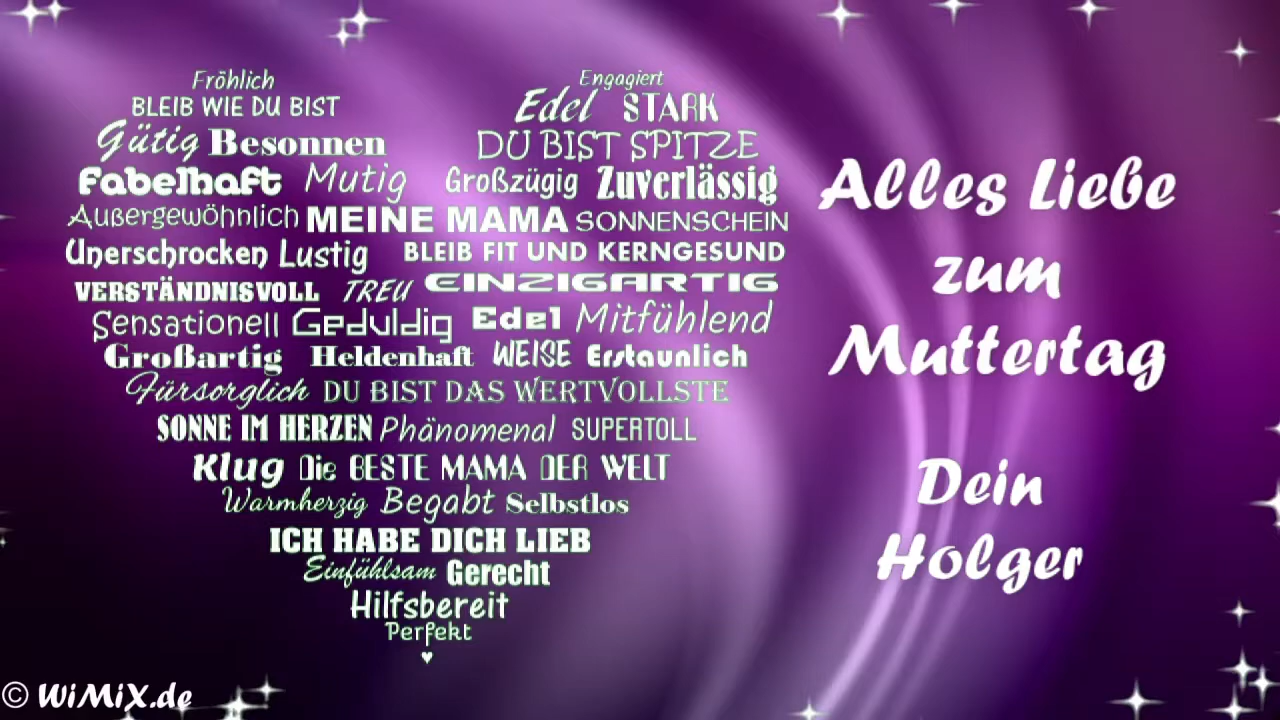 Fröhlich
BLEIB WIE DU BIST
Gütig Besonnen
Fabelhaft Mutig
Engagiert
Edel STARK
DU BIST SPITZE
Großzügig Zuverlässig
Außergewöhnlich MEINE MAMA SONNENSCHEIN
Unerschrocken Lustig BLEIB FIT UND KERNGESUND
VERSTÄNDNISVOLL TREU EINZIGARTIG
Sensationell Geduldig Edel Mitfühlend
Großartig Heldenhaft WEISE Erstaunlich
Fürsorglich DU BIST DAS WERTVOLLSTE
SONNE IM HERZEN Phänomenal SUPERTOLL
Klug Die BESTE MAMA DER WELT
Warmherzig Begabt Selbstlos
ICH HABE DICH LIEB
Einfühlsam Gerecht
Hilfsbereit
Perfekt
♥
Alles Liebe
zum
Muttertag
Dein
Holger
© WiMiX.de